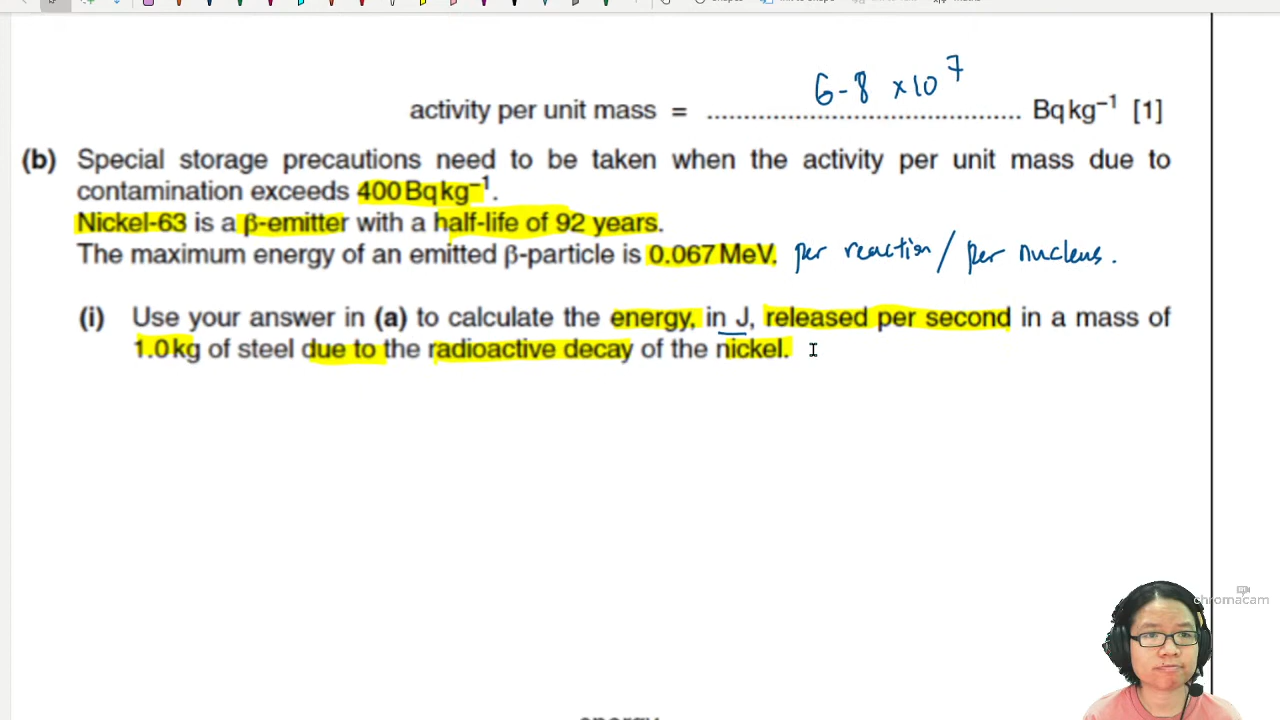 6-8 ×10⁷
activity per unit mass = .......................................... Bq kg⁻¹ [1]
(b) Special storage precautions need to be taken when the activity per unit mass due to
contamination exceeds 400 Bq kg⁻¹.
Nickel-63 is a β-emitter with a half-life of 92 years.
The maximum energy of an emitted β-particle is 0.067 MeV. per reaction / per nucleus.
(i) Use your answer in (a) to calculate the energy, in J, released per second in a mass of
1.0 kg of steel due to the radioactive decay of the nickel.
chromacam